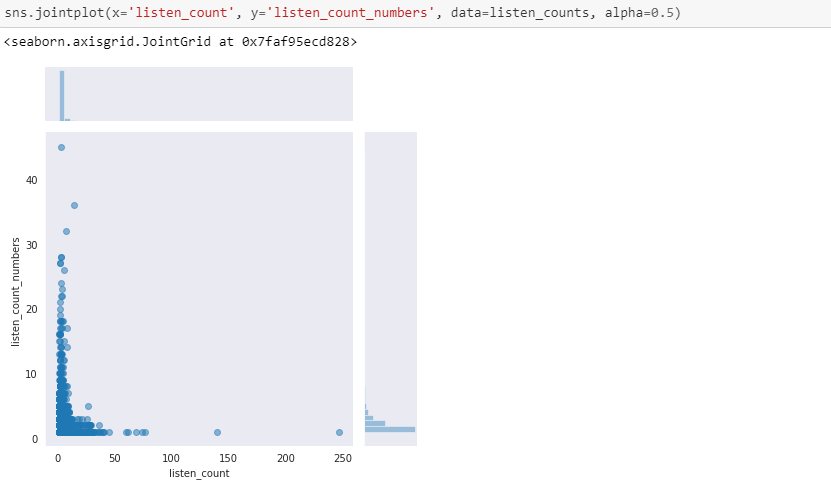 sns.jointplot(x='listen_count', y='listen_count_numbers', data=listen_counts, alpha=0.5)
<seaborn.axisgrid.JointGrid at 0x7faf95ecd828>
listen_count_numbers
40
30
20
10
0
0 50 100 150 200 250
listen_count